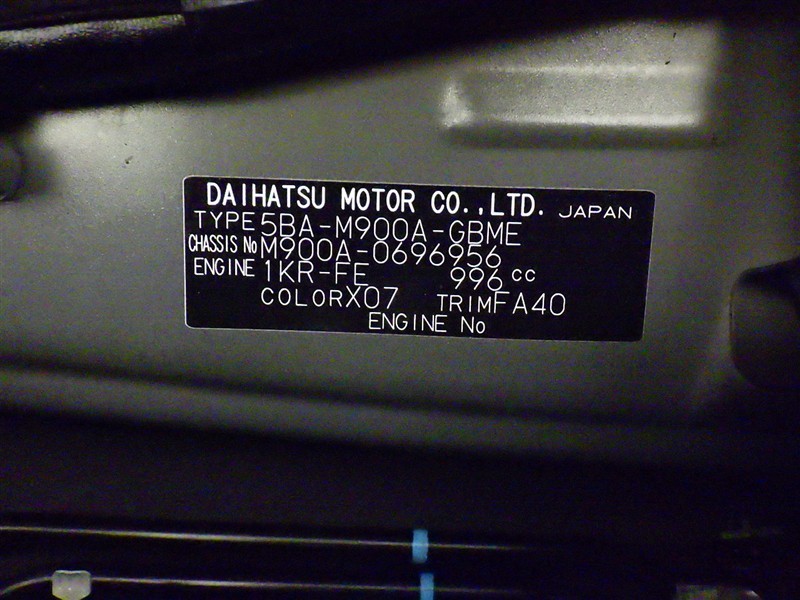 DAIHATSU MOTOR CO.,LTD. JAPAN
TYPE 5BA-M900A-GBME
CHASSIS No M900A-0696956
ENGINE 1KR-FE 996 cc
COLOR X07 TRIM FA40
ENGINE No